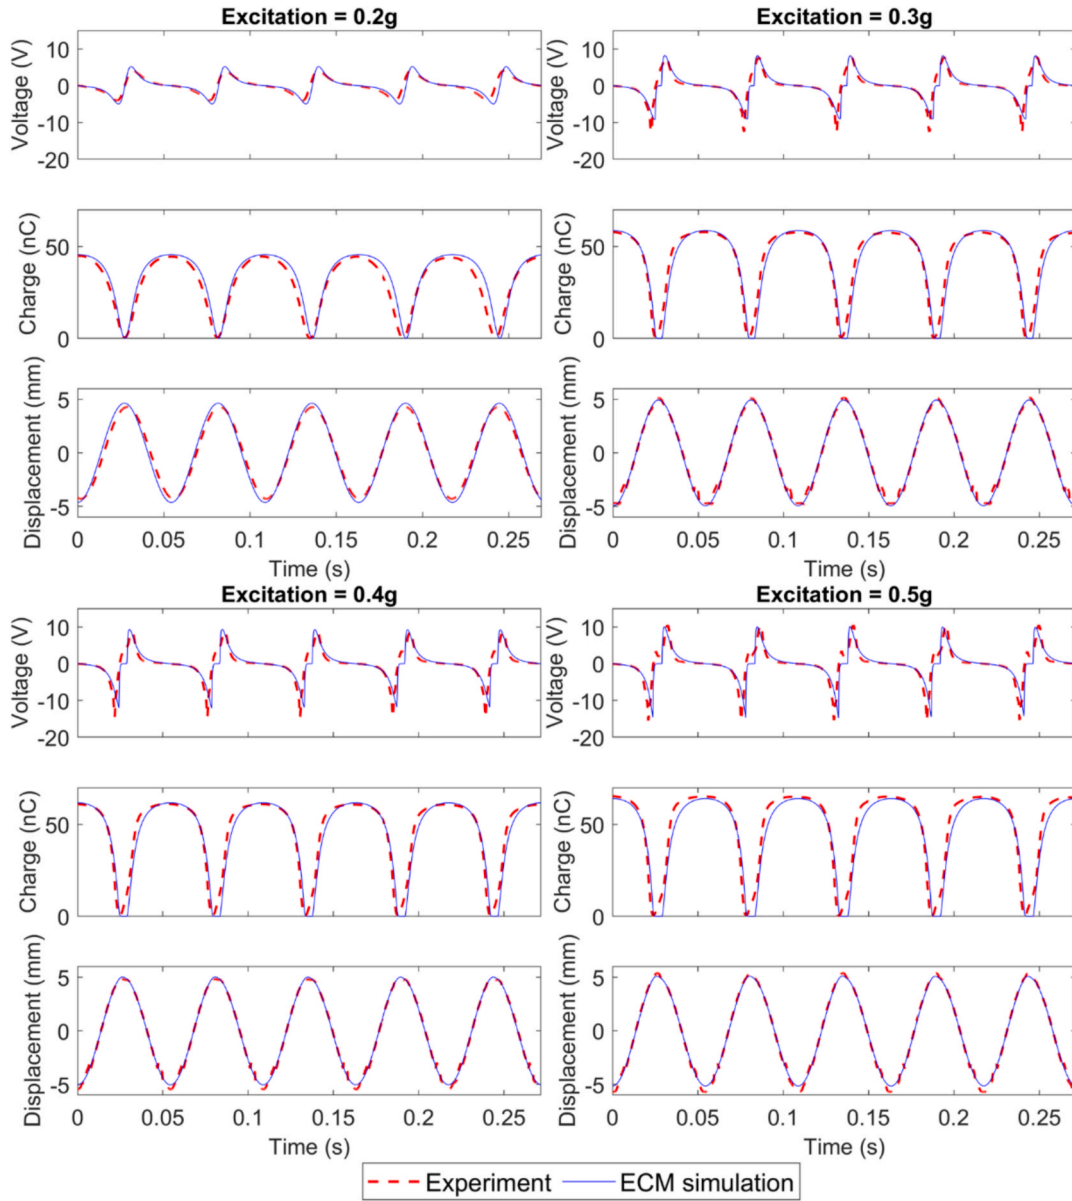 Excitation = 0.2g
Voltage (V)
10
0
-10
-20
Charge (nC)
50
0
Displacement (mm)
5
0
-5
0 0.05 0.1 0.15 0.2 0.25
Time (s)
Excitation = 0.3g
Voltage (V)
10
0
-10
-20
Charge (nC)
50
0
Displacement (mm)
5
0
-5
0 0.05 0.1 0.15 0.2 0.25
Time (s)
Excitation = 0.4g
Voltage (V)
10
0
-10
-20
Charge (nC)
50
0
Displacement (mm)
5
0
-5
0 0.05 0.1 0.15 0.2 0.25
Time (s)
Excitation = 0.5g
Voltage (V)
10
0
-10
-20
Charge (nC)
50
0
Displacement (mm)
5
0
-5
0 0.05 0.1 0.15 0.2 0.25
Time (s)
Experiment ECM simulation